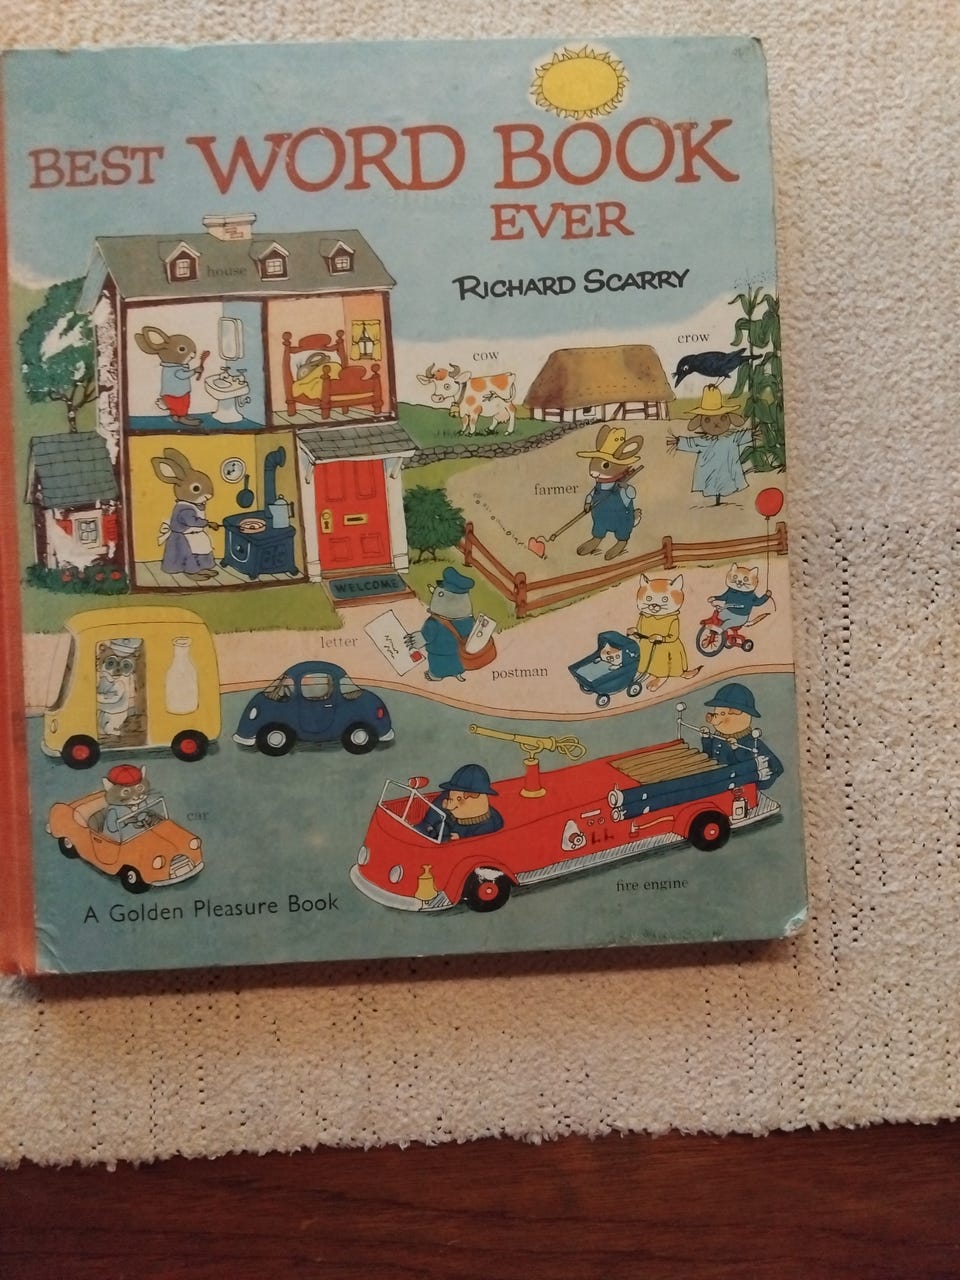 BEST WORD BOOK
EVER
RICHARD SCARRY
house
cow
crow
farmer
WELCOME
letter
postman
car
fire engine
A Golden Pleasure Book